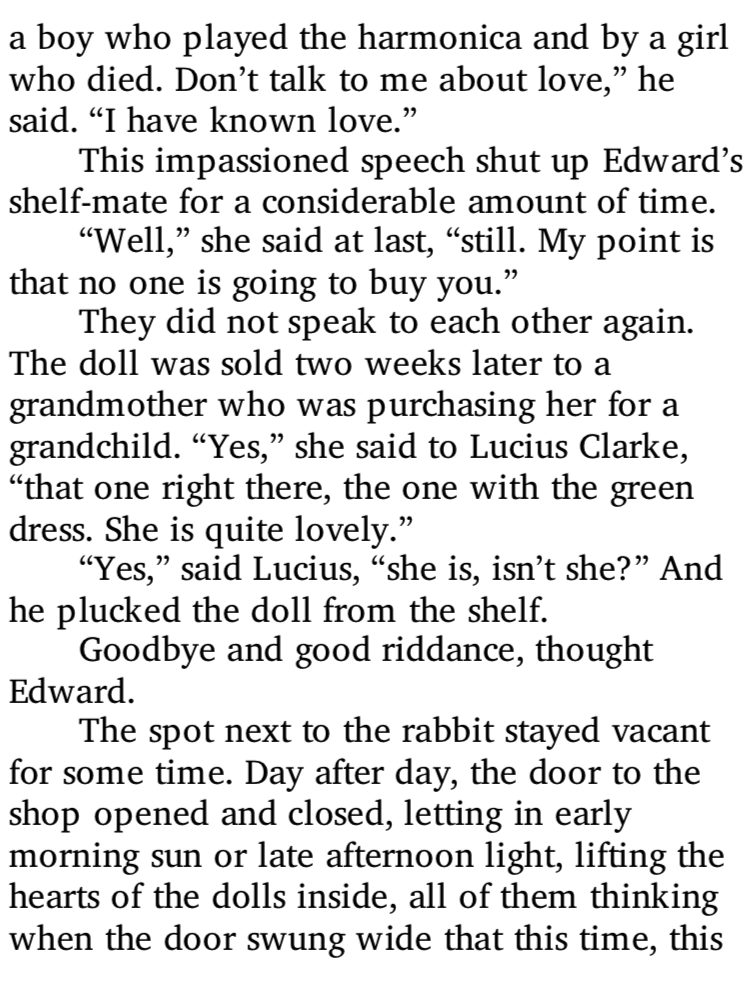 a boy who played the harmonica and by a girl
who died. Don’t talk to me about love,” he
said. “I have known love.”
This impassioned speech shut up Edward’s
shelf-mate for a considerable amount of time.
“Well,” she said at last, “still. My point is
that no one is going to buy you.”
They did not speak to each other again.
The doll was sold two weeks later to a
grandmother who was purchasing her for a
grandchild. “Yes,” she said to Lucius Clarke,
“that one right there, the one with the green
dress. She is quite lovely.”
“Yes,” said Lucius, “she is, isn’t she?” And
he plucked the doll from the shelf.
Goodbye and good riddance, thought
Edward.
The spot next to the rabbit stayed vacant
for some time. Day after day, the door to the
shop opened and closed, letting in early
morning sun or late afternoon light, lifting the
hearts of the dolls inside, all of them thinking
when the door swung wide that this time, this